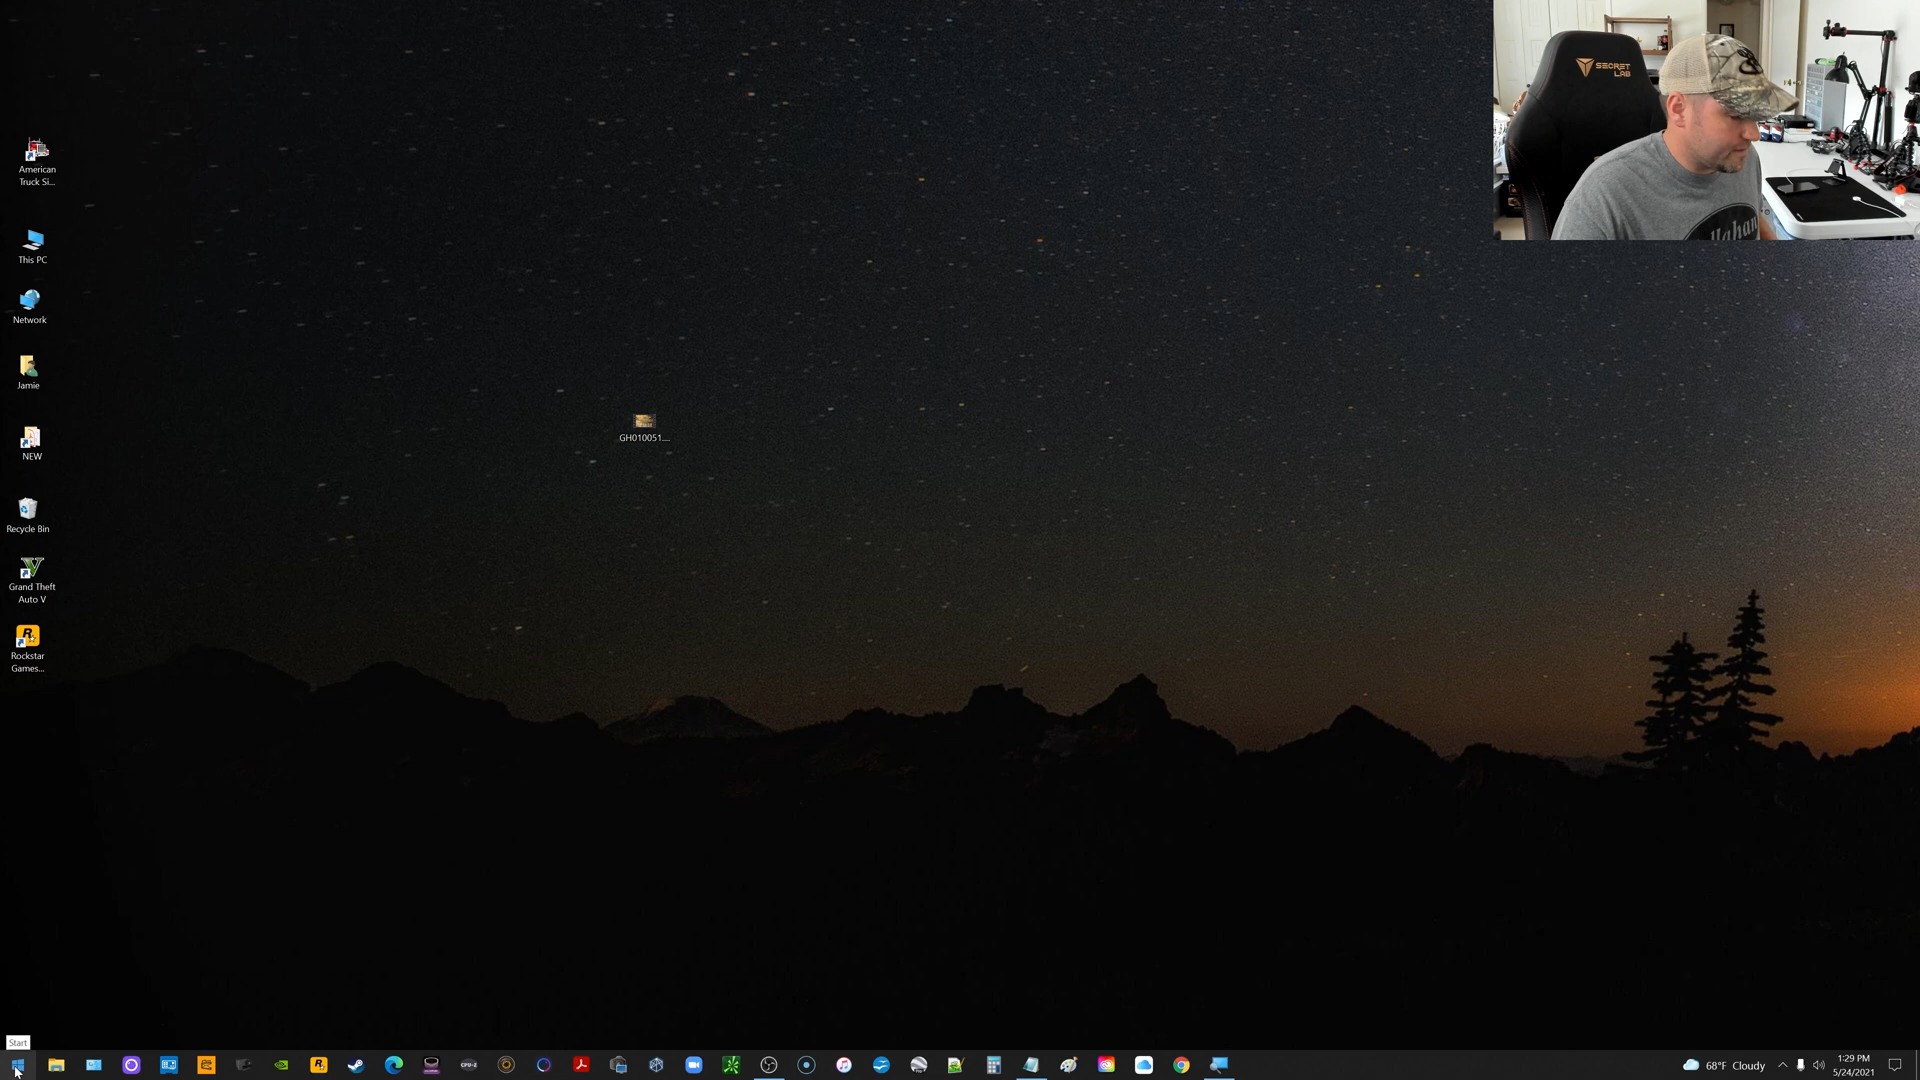 SECRET
LAB
American
Truck Si...
This PC
Network
Jamie
GH010051....
NEW
Recycle Bin
Grand Theft
Auto V
Rockstar
Games...
Start
CPU-Z
68°F Cloudy
1:29 PM
5/24/2021